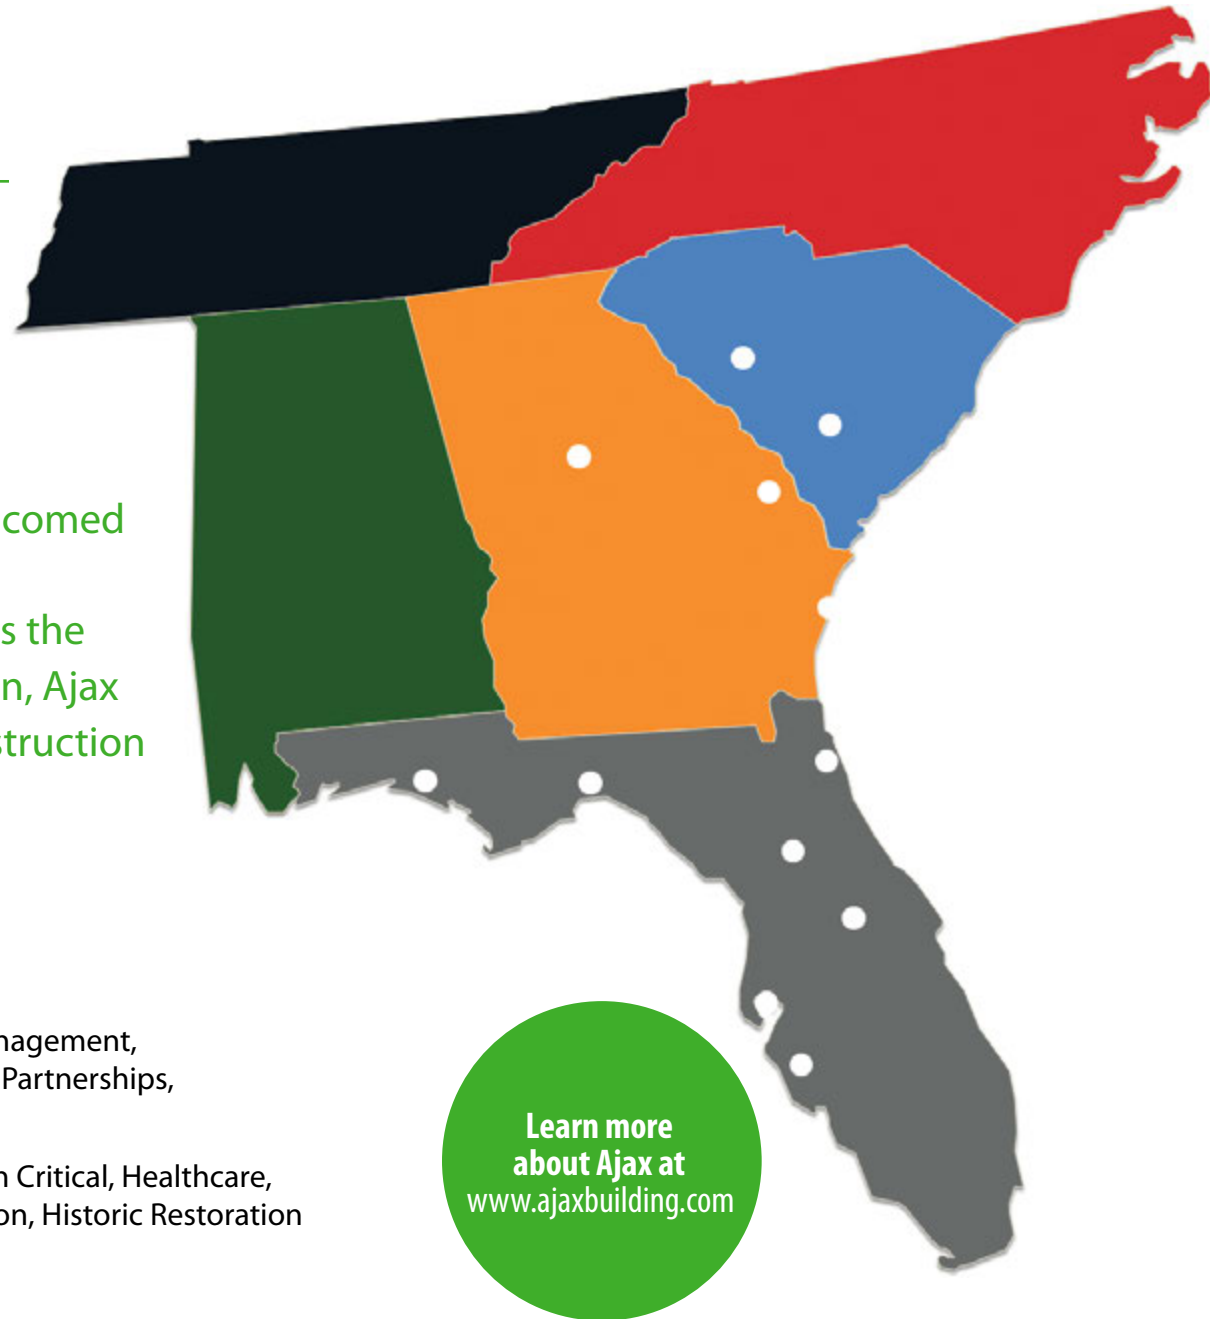 comed
s the
n, Ajax
struction
nagement,
Partnerships,
n Critical, Healthcare,
on, Historic Restoration
Learn more
about Ajax at
www.ajaxbuilding.com